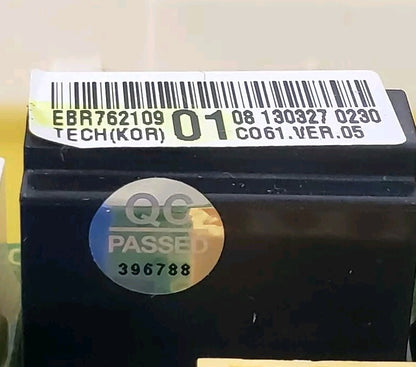 EBR762109 01 08 130327 0230
TECH(KOR) CO61.VER.05
QC
PASSED
396788